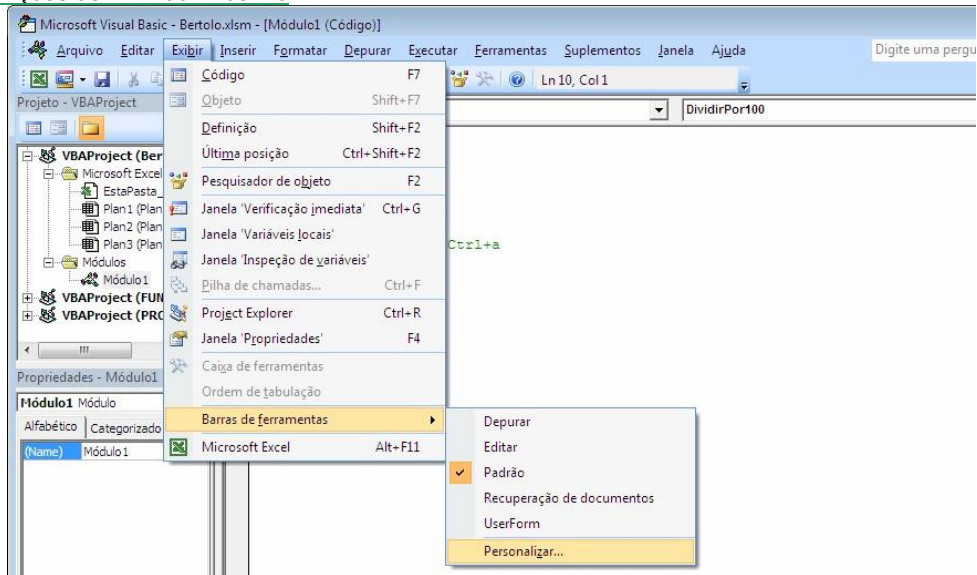 Microsoft Visual Basic - Bertolo.xlsm - [Módulo1 (Código)]
Arquivo Editar Exibir Inserir Formatar Depurar Executar Ferramentas Suplementos Janela Ajuda Digite uma pergu
Ln 10, Col 1
Projeto - VBAProject
DividirPor100
VBAProject (Ber
Microsoft Excel
EstaPasta_
Plan1 (Plan
Plan2 (Plan
Plan3 (Plan
Módulos
Módulo1
VBAProject (FUN
VBAProject (PRO
Propriedades - Módulo1
Módulo1 Módulo
Alfabético Categorizado
(Name) Módulo1
Código F7
Objeto Shift+F7
Definição Shift+F2
Última posição Ctrl+Shift+F2
Pesquisador de objeto F2
Janela 'Verificação imediata' Ctrl+G
Janela 'Variáveis locais'
Janela 'Inspeção de variáveis'
Pilha de chamadas... Ctrl+F
Project Explorer Ctrl+R
Janela 'Propriedades' F4
Caixa de ferramentas
Ordem de tabulação
Barras de ferramentas
Microsoft Excel Alt+F11
Ctrl+a
Depurar
Editar
Padrão
Recuperação de documentos
UserForm
Personalizar...